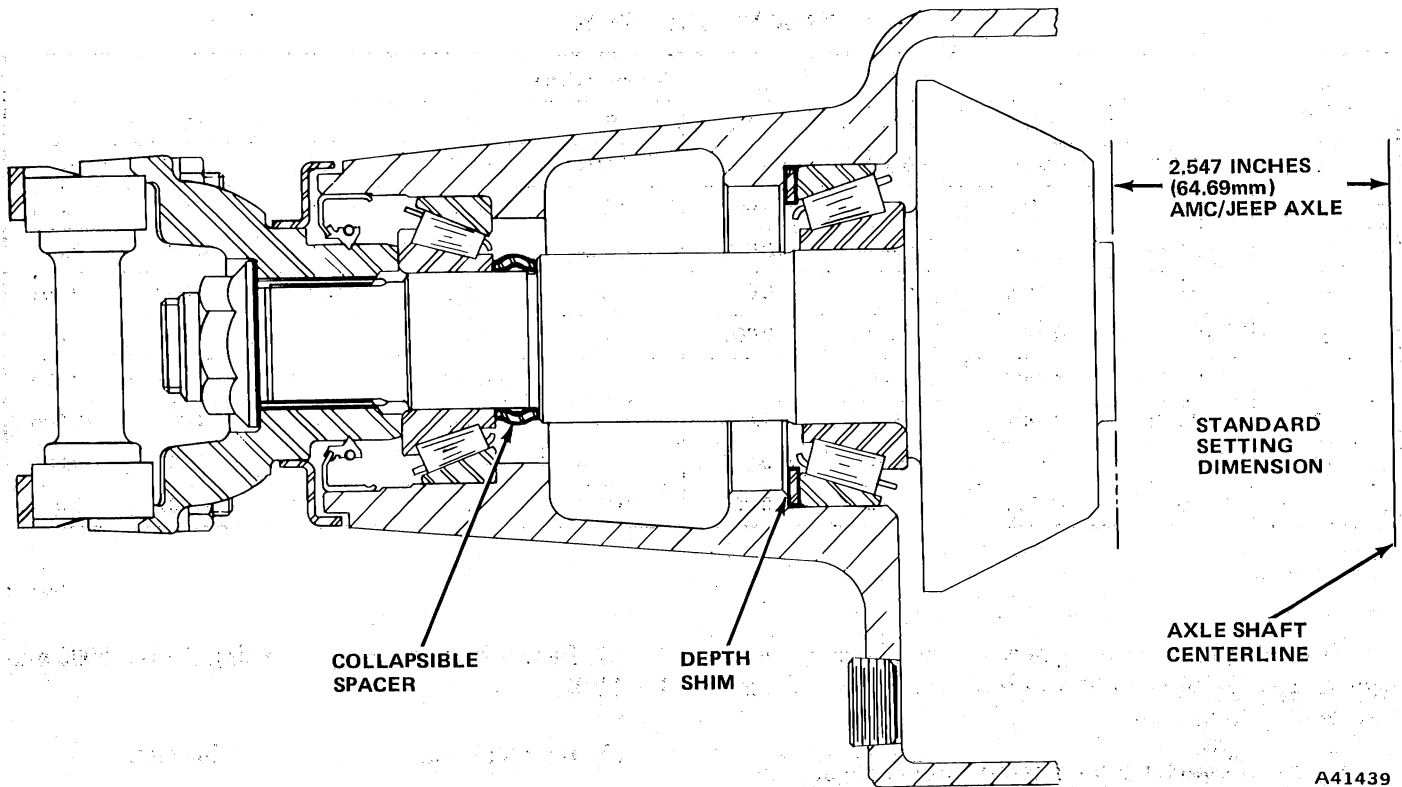 2.547 INCHES
(64.69mm)
AMC/JEEP AXLE
STANDARD
SETTING
DIMENSION
COLLAPSIBLE
SPACER
DEPTH
SHIM
AXLE SHAFT
CENTERLINE
A41439